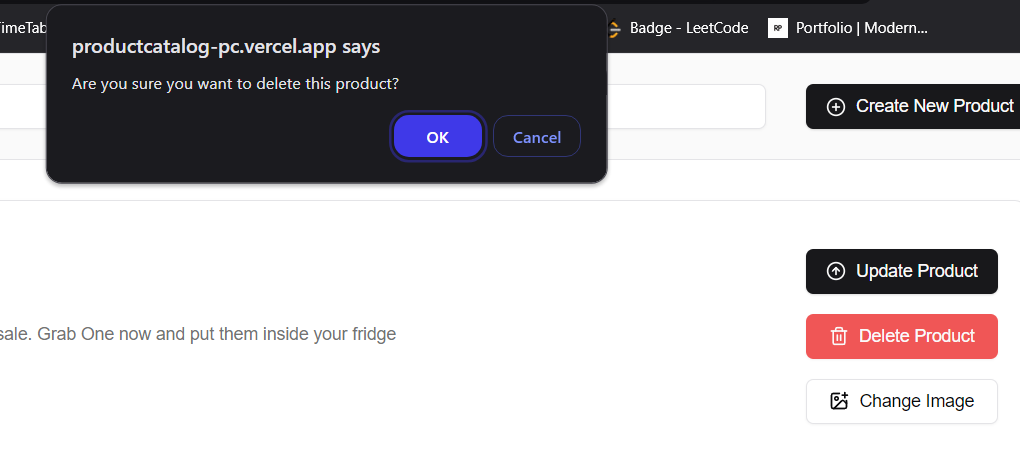 productcatalog-pc.vercel.app says
Are you sure you want to delete this product?
OK
Cancel
Badge - LeetCode
RP
Portfolio | Modern...
Create New Product
Update Product
sale. Grab One now and put them inside your fridge
Delete Product
Change Image